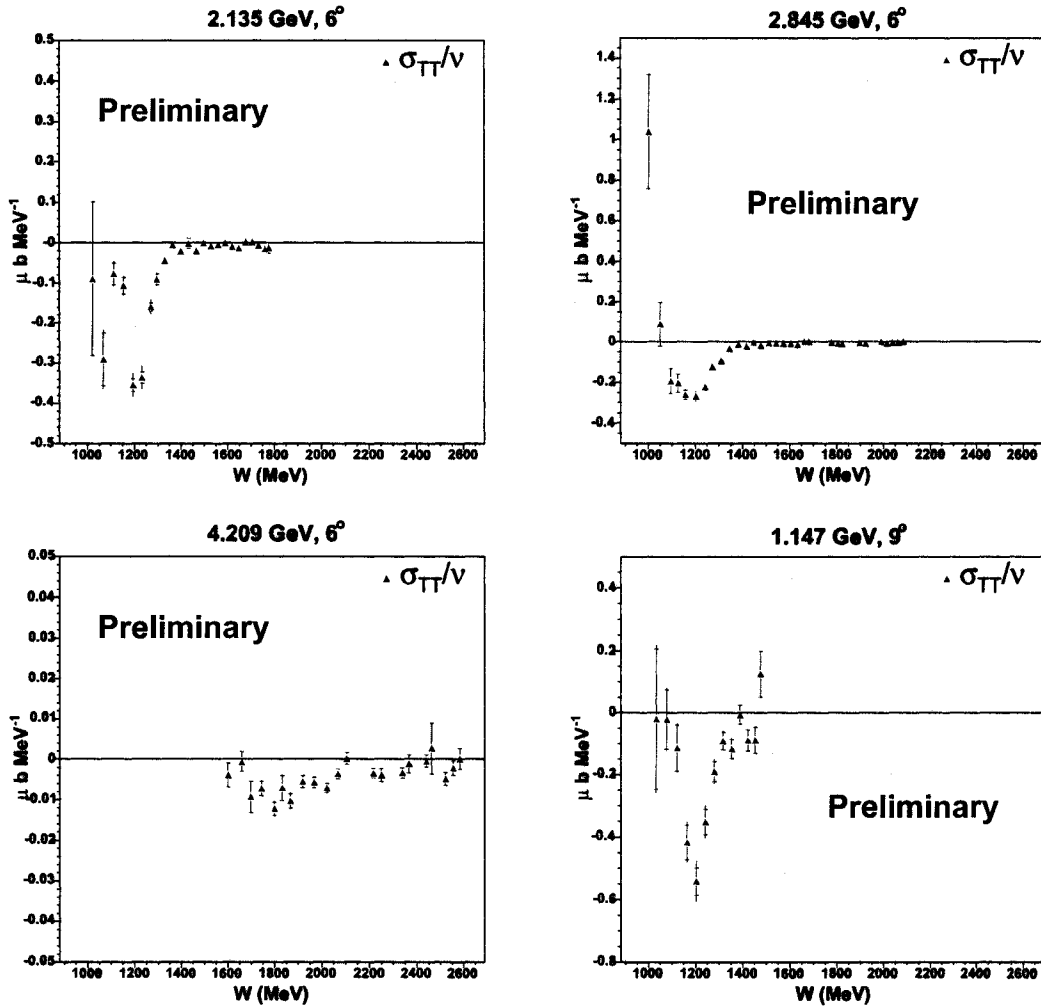 2.135 GeV, 6°
0.5
0.4
0.3
0.2
0.1
-0
-0.1
-0.2
-0.3
-0.4
-0.5
μ b MeV⁻¹
▲ σ_TT/ν
Preliminary
1000 1200 1400 1600 1800 2000 2200 2400 2600
W (MeV)
2.845 GeV, 6°
1.4
1.2
1
0.8
0.6
0.4
0.2
0
-0.2
-0.4
μ b MeV⁻¹
▲ σ_TT/ν
Preliminary
1000 1200 1400 1600 1800 2000 2200 2400 2600
W (MeV)
4.209 GeV, 6°
0.05
0.04
0.03
0.02
0.01
0
-0.01
-0.02
-0.03
-0.04
-0.05
μ b MeV⁻¹
▲ σ_TT/ν
Preliminary
1000 1200 1400 1600 1800 2000 2200 2400 2600
W (MeV)
1.147 GeV, 9°
0.4
0.2
0
-0.2
-0.4
-0.6
-0.8
μ b MeV⁻¹
▲ σ_TT/ν
Preliminary
1000 1200 1400 1600 1800 2000 2200 2400 2600
W (MeV)